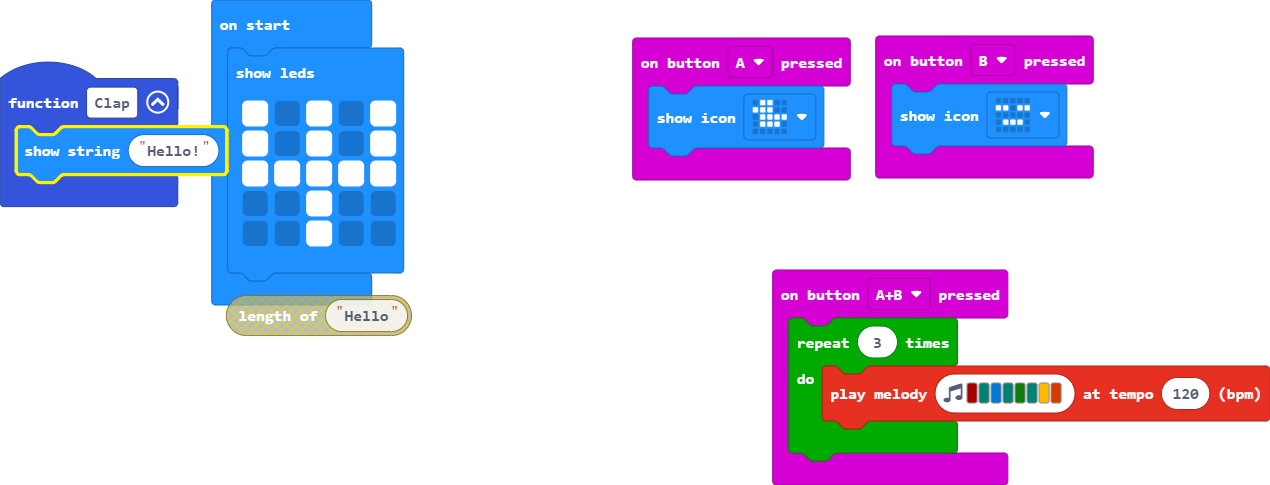 on start
show leds
function Clap
show string "Hello!"
length of "Hello"
on button A pressed
show icon
on button B pressed
show icon
on button A+B pressed
repeat 3 times
do
play melody at tempo 120 (bpm)